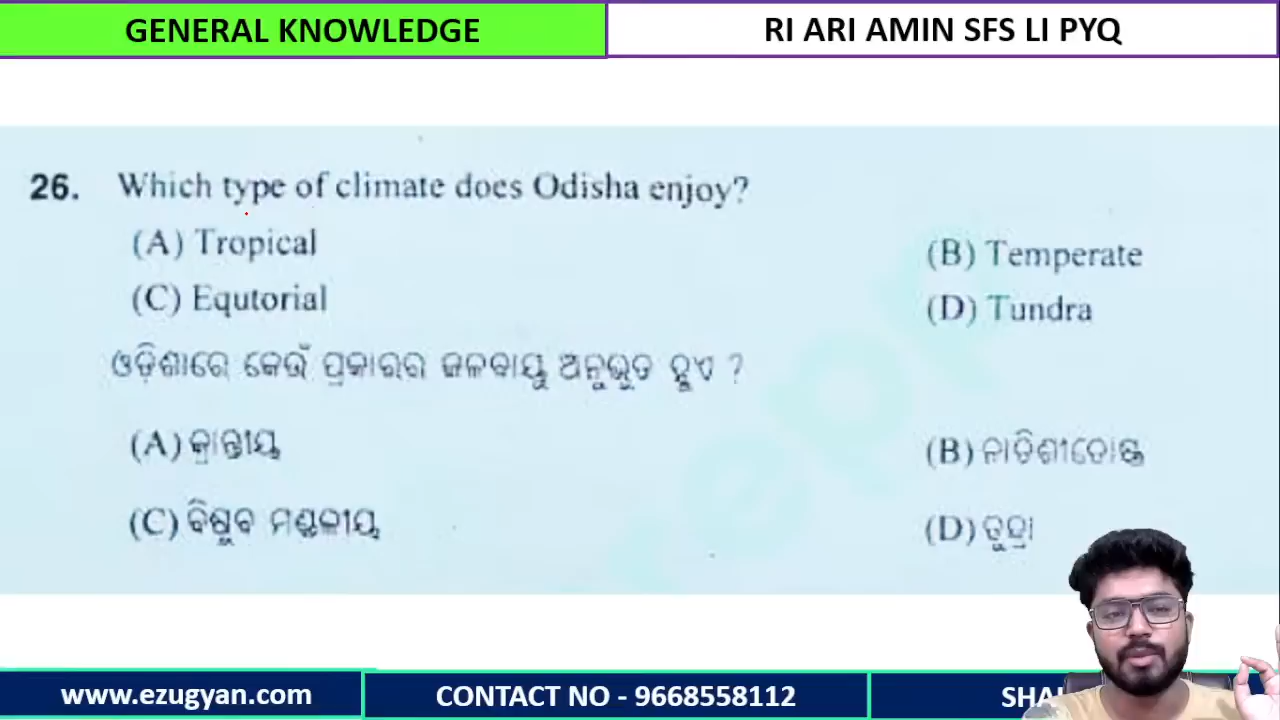 GENERAL KNOWLEDGE
RI ARI AMIN SFS LI PYQ
26. Which type of climate does Odisha enjoy?
(A) Tropical
(B) Temperate
(C) Equtorial
(D) Tundra
ଓଡ଼ିଶାରେ କେଉଁ ପ୍ରକାରର ଜଳବାୟୁ ଅନୁଭୁତ ହୁଏ ?
(A) କ୍ରାନ୍ତୀୟ
(B) ନାତିଶୀତୋଷ୍ଣ
(C) ବିଷୁବ ମଣ୍ଡଳୀୟ
(D) ତୁନ୍ଦ୍ରା
www.ezugyan.com
CONTACT NO - 9668558112